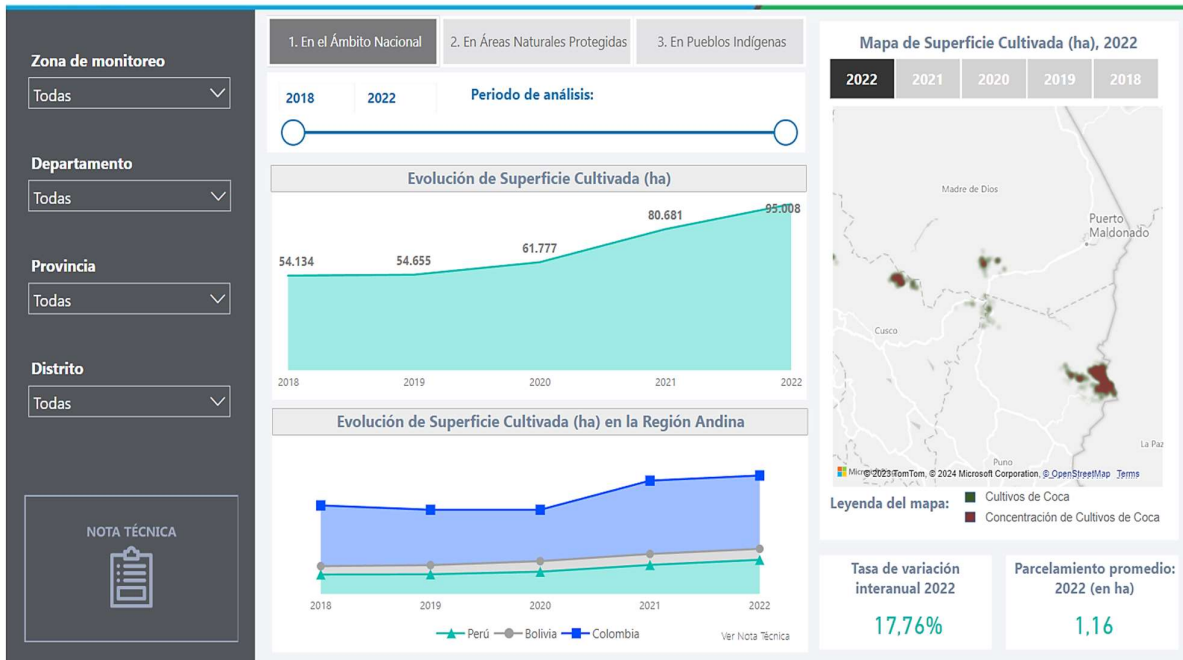 Zona de monitoreo
Todas
Departamento
Todas
Provincia
Todas
Distrito
Todas
NOTA TÉCNICA
1. En el Ámbito Nacional
2. En Áreas Naturales Protegidas
3. En Pueblos Indígenas
2018
2022
Periodo de análisis:
Evolución de Superficie Cultivada (ha)
54.134
54.655
61.777
80.681
95.008
2018
2019
2020
2021
2022
Evolución de Superficie Cultivada (ha) en la Región Andina
2018
2019
2020
2021
2022
Perú
Bolivia
Colombia
Ver Nota Técnica
Mapa de Superficie Cultivada (ha), 2022
2022
2021
2020
2019
2018
Madre de Dios
Puerto
Maldonado
Cusco
La Paz
Puno
© 2023 TomTom, © 2024 Microsoft Corporation, © OpenStreetMap Terms
Leyenda del mapa:
Cultivos de Coca
Concentración de Cultivos de Coca
Tasa de variación
interanual 2022
17,76%
Parcelamiento promedio:
2022 (en ha)
1,16